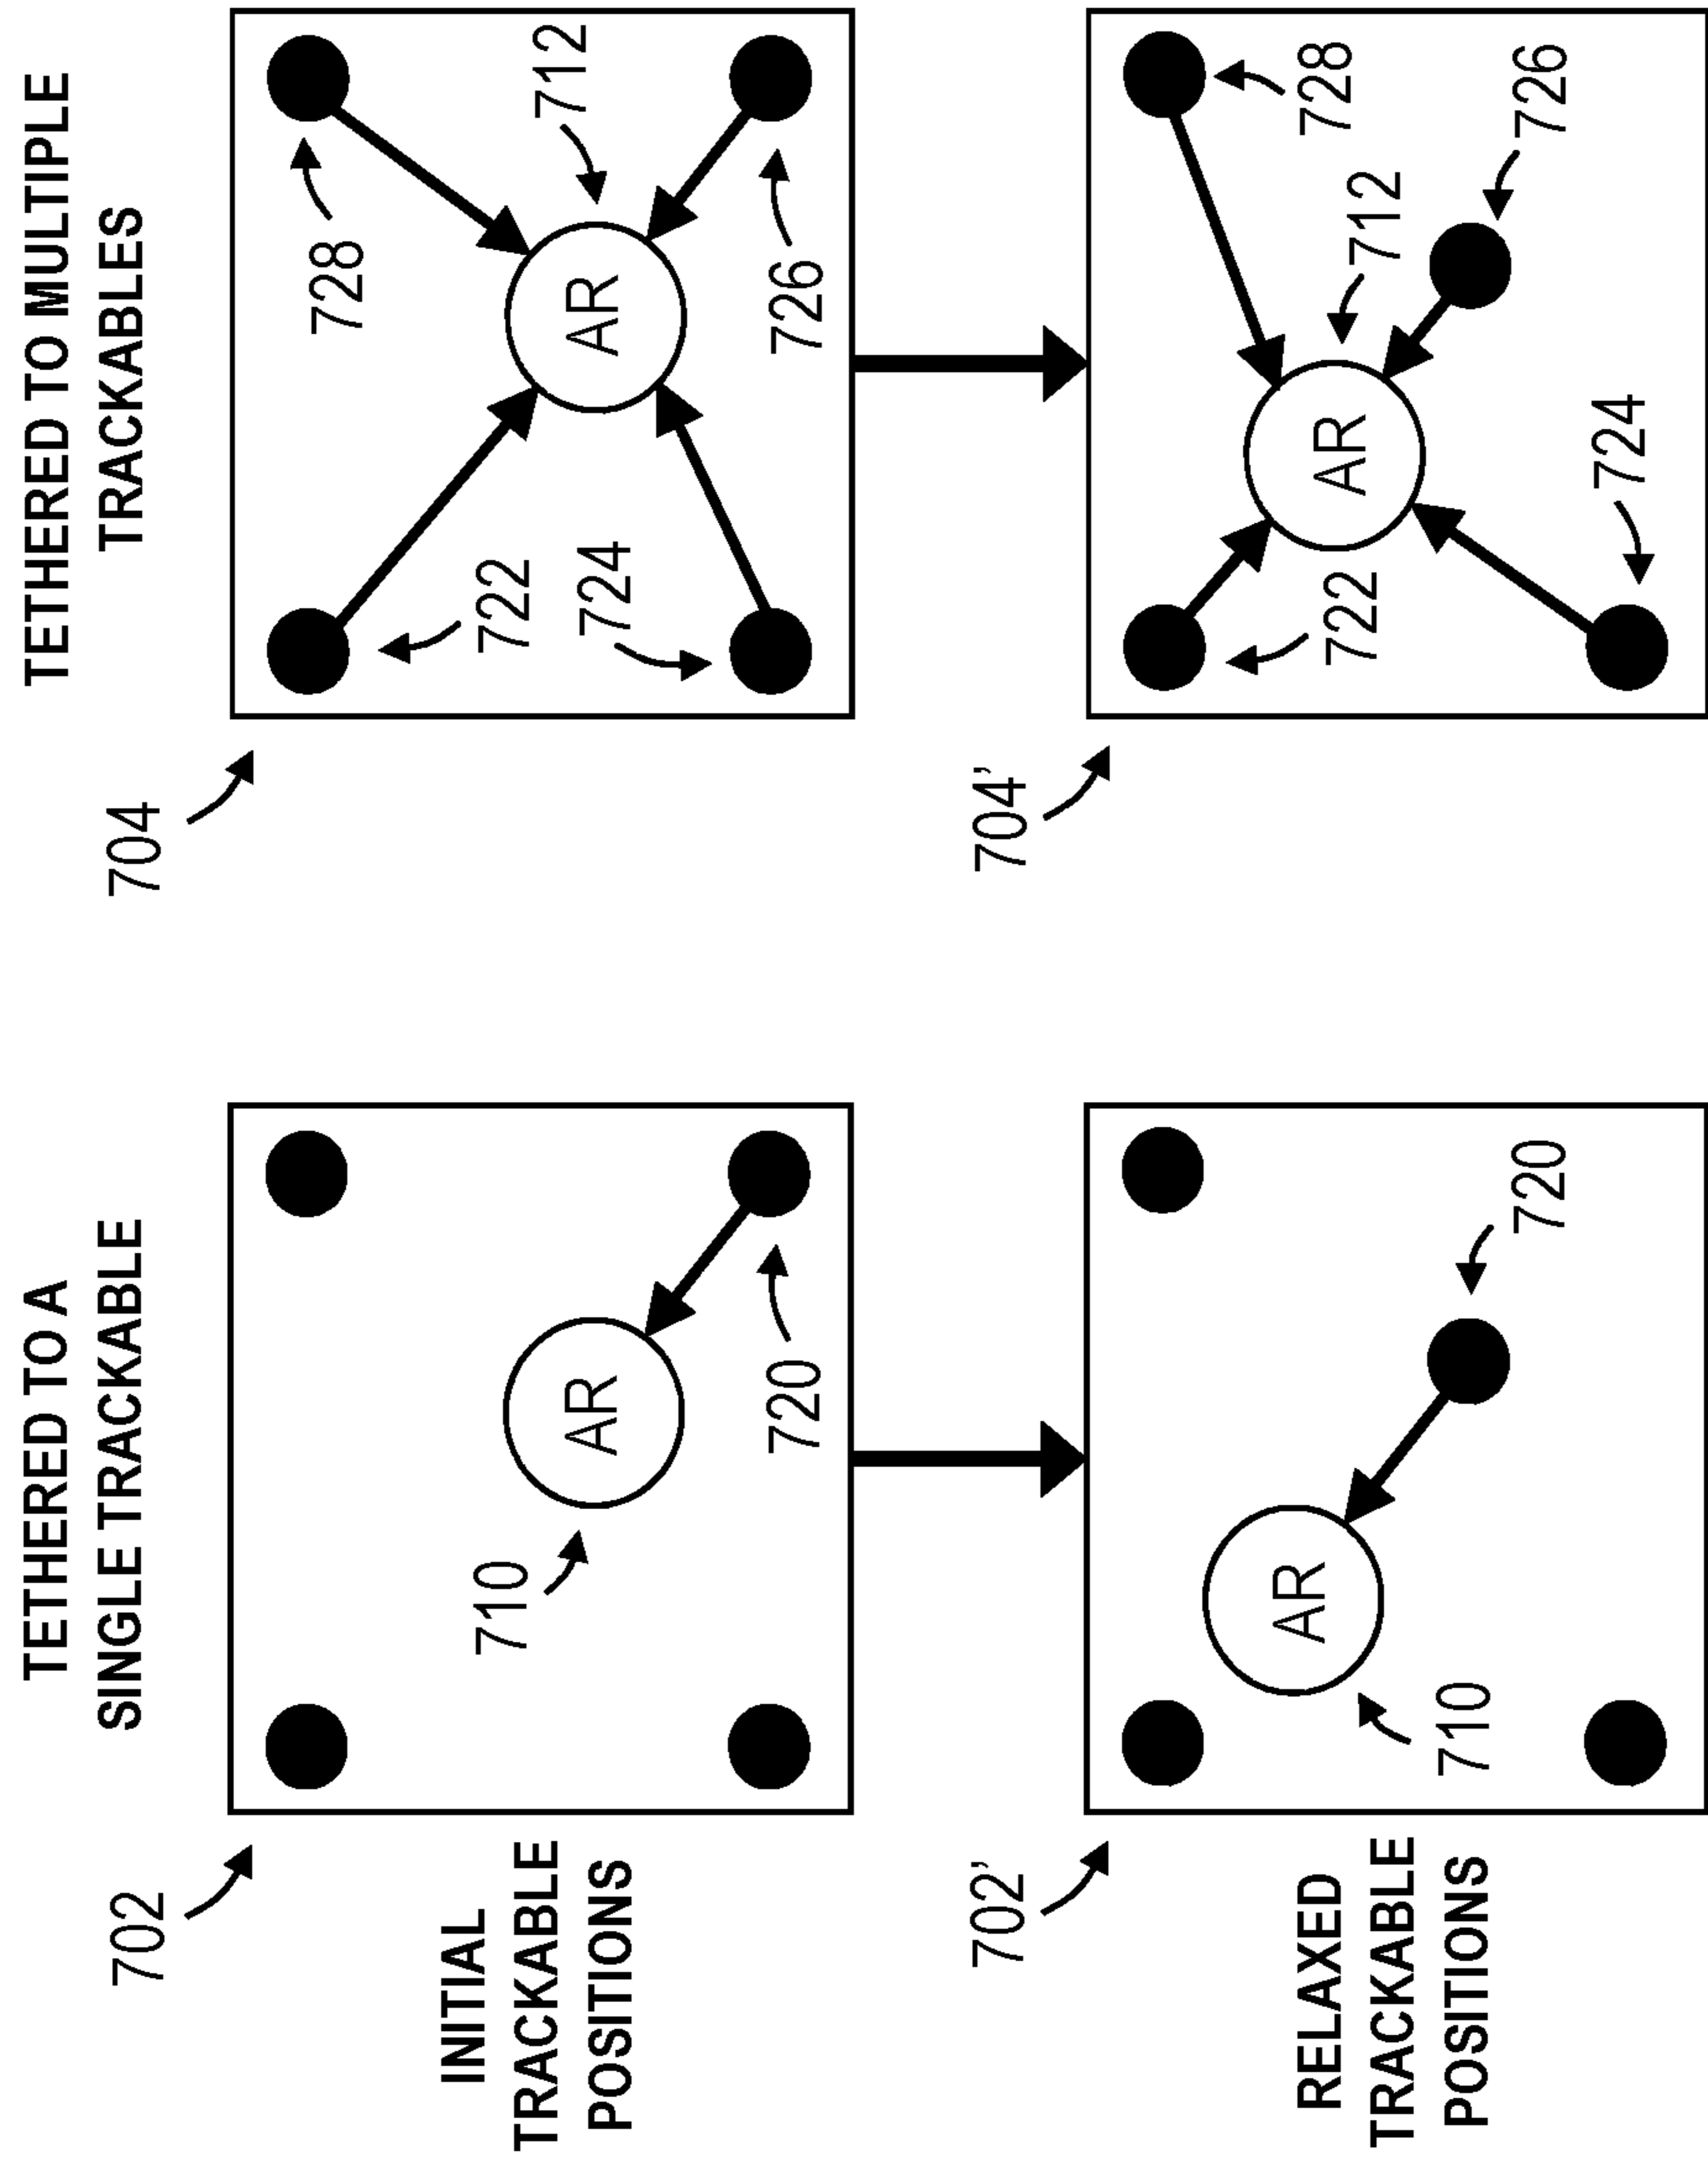 TETHERED TO A
SINGLE TRACKABLE
TETHERED TO MULTIPLE
TRACKABLES
702
704
INITIAL
TRACKABLE
POSITIONS
710
AR
720
728
722
712
AR
724
726
702'
704'
RELAXED
TRACKABLE
POSITIONS
AR
710
720
728
722
AR
712
726
724